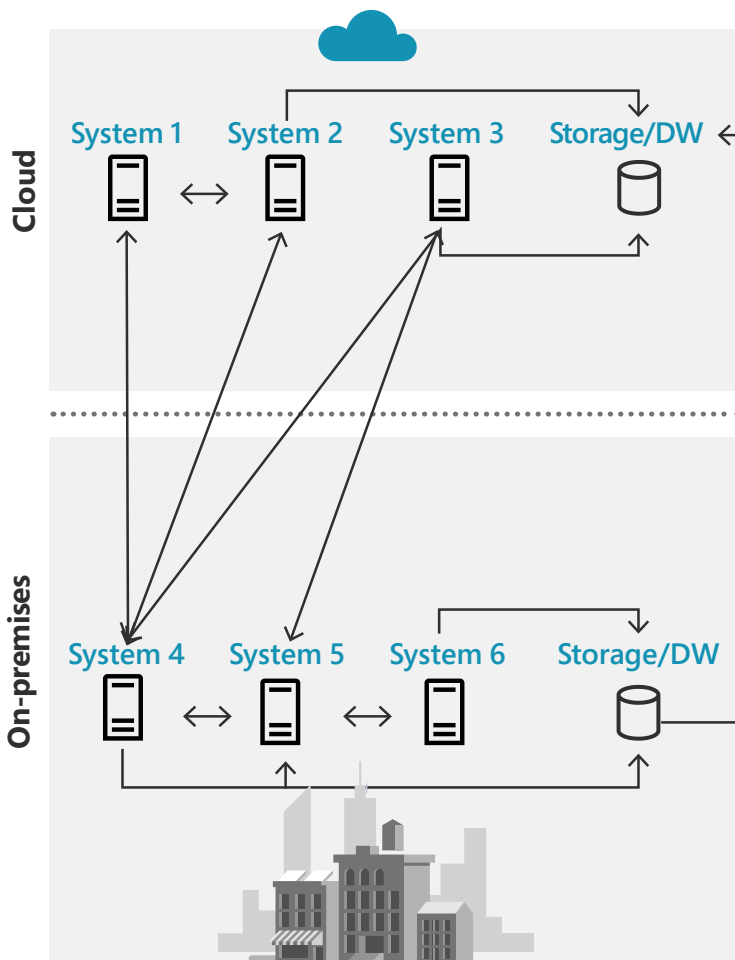 Cloud
System 1
System 2
System 3
Storage/DW
On-premises
System 4
System 5
System 6
Storage/DW